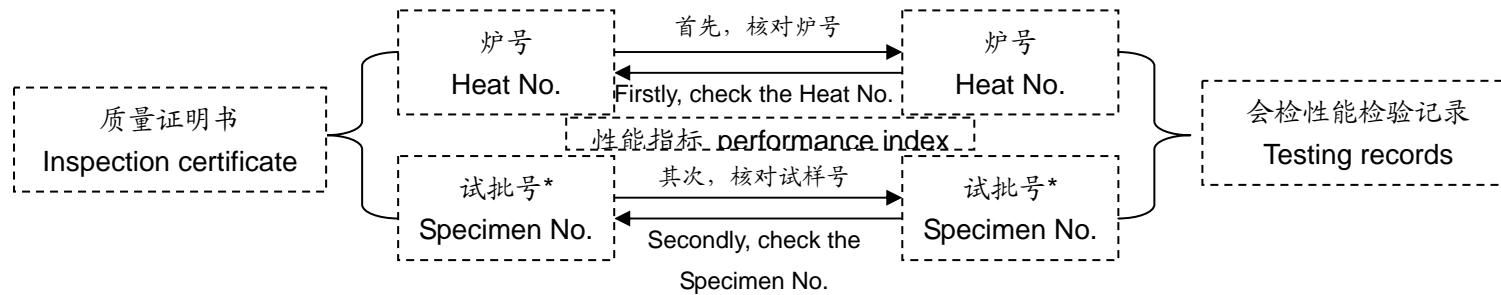 炉号
Heat No.
首先，核对炉号
Firstly, check the Heat No.
炉号
Heat No.
质量证明书
Inspection certificate
性能指标 performance index
会检性能检验记录
Testing records
试批号*
Specimen No.
其次，核对试样号
Secondly, check the
Specimen No.
试批号*
Specimen No.